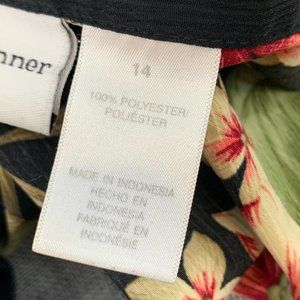 nner
14
100% POLYESTER/
POLIÉSTER
MADE IN INDONESIA
HECHO EN
INDONESIA
FABRIQUÉ EN
INDONÉSIE